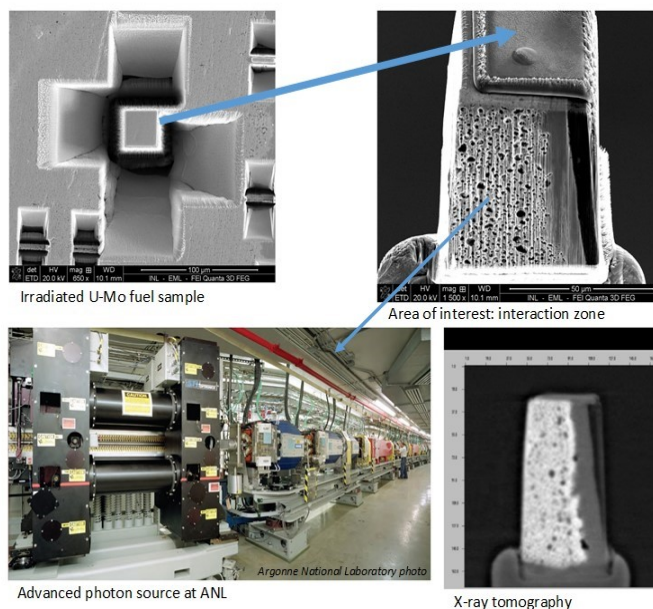 det HV mag ⊞ WD 100 µm
ETD 20.0 kV 650 x 10.1 mm INL - EML - FEI Quanta 3D FEG
Irradiated U-Mo fuel sample
det HV mag ⊞ WD 50 µm
ETD 20.0 kV 1 500 x 10.1 mm INL - EML - FEI Quanta 3D FEG
Area of interest: interaction zone
CAUTION
Argonne National Laboratory photo
Advanced photon source at ANL
X-ray tomography